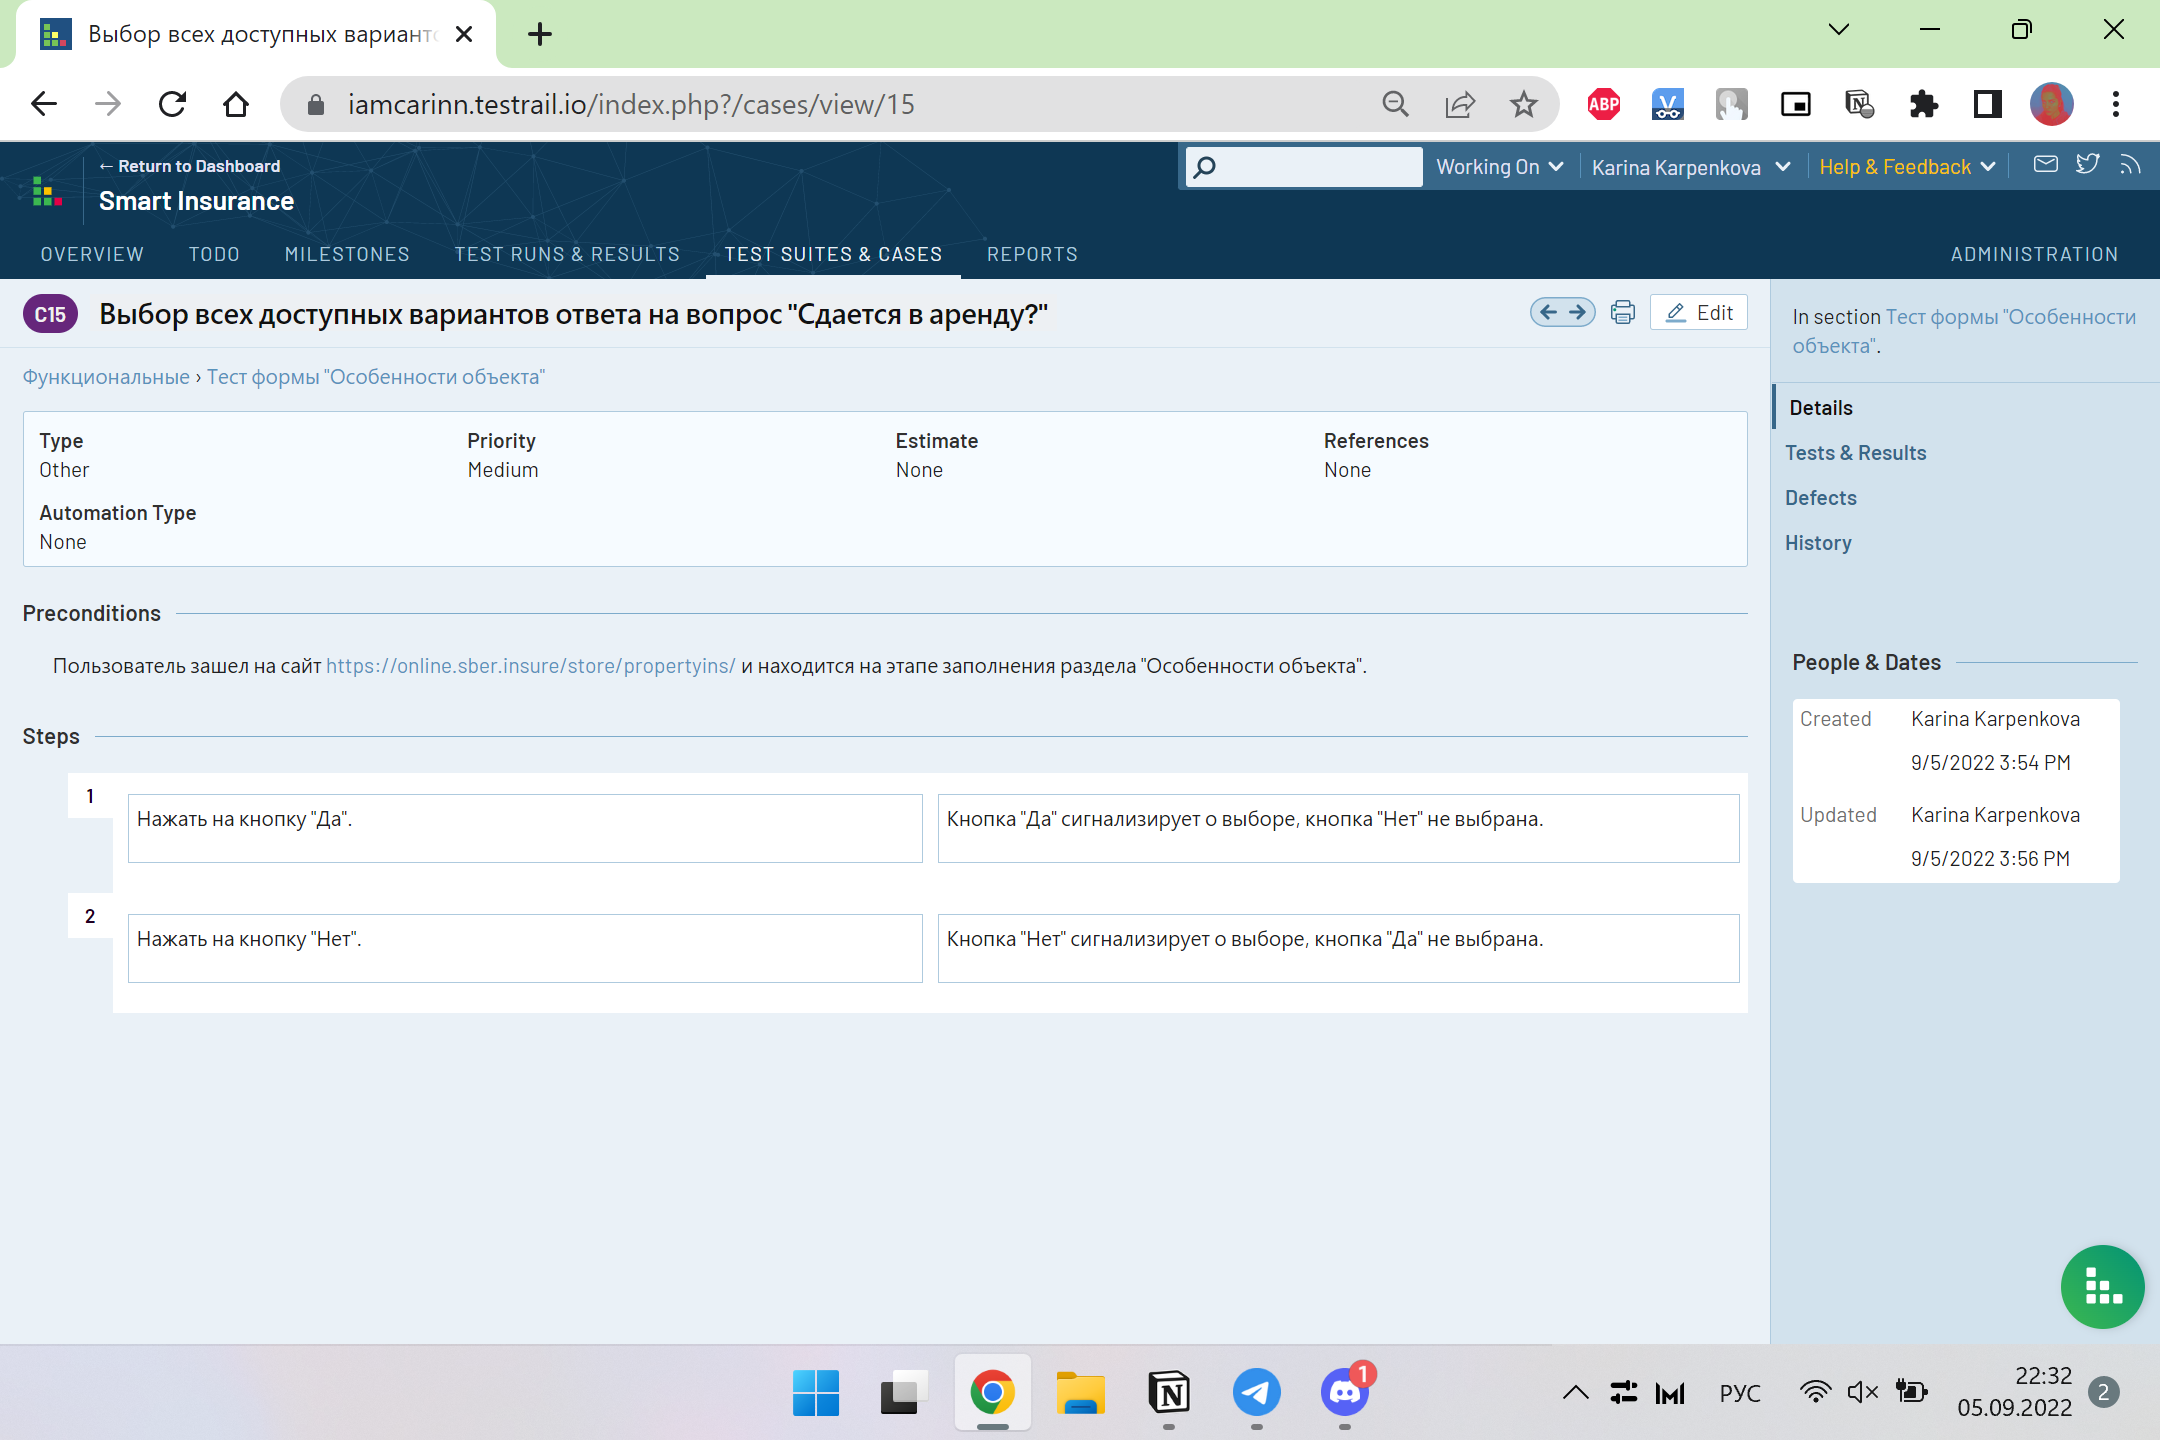 Выбор всех доступных варианто
iamcarinn.testrail.io/index.php?/cases/view/15
ABP
← Return to Dashboard
Smart Insurance
Working On
Karina Karpenkova
Help & Feedback
OVERVIEW
TODO
MILESTONES
TEST RUNS & RESULTS
TEST SUITES & CASES
REPORTS
ADMINISTRATION
C15
Выбор всех доступных вариантов ответа на вопрос "Сдается в аренду?"
Edit
In section Тест формы "Особенности
объекта".
Функциональные › Тест формы "Особенности объекта"
Type
Other
Priority
Medium
Estimate
None
References
None
Automation Type
None
Details
Tests & Results
Defects
History
Preconditions
Пользователь зашел на сайт https://online.sber.insure/store/propertyins/ и находится на этапе заполнения раздела "Особенности объекта".
People & Dates
Created
Karina Karpenkova
9/5/2022 3:54 PM
Updated
Karina Karpenkova
9/5/2022 3:56 PM
Steps
1
Нажать на кнопку "Да".
Кнопка "Да" сигнализирует о выборе, кнопка "Нет" не выбрана.
2
Нажать на кнопку "Нет".
Кнопка "Нет" сигнализирует о выборе, кнопка "Да" не выбрана.
1
РУС
22:32
05.09.2022
2